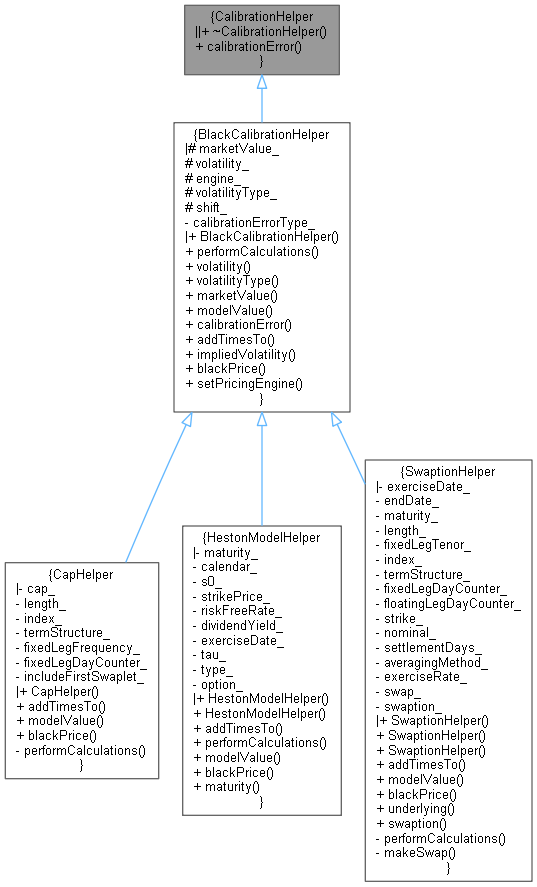 {CalibrationHelper
||+ ~CalibrationHelper()
+ calibrationError()
}
{BlackCalibrationHelper
|# marketValue_
# volatility_
# engine_
# volatilityType_
# shift_
- calibrationErrorType_
|+ BlackCalibrationHelper()
+ performCalculations()
+ volatility()
+ volatilityType()
+ marketValue()
+ modelValue()
+ calibrationError()
+ addTimesTo()
+ impliedVolatility()
+ blackPrice()
+ setPricingEngine()
}
{CapHelper
|- cap_
- length_
- index_
- termStructure_
- fixedLegFrequency_
- fixedLegDayCounter_
- includeFirstSwaplet_
|+ CapHelper()
+ addTimesTo()
+ modelValue()
+ blackPrice()
- performCalculations()
}
{HestonModelHelper
|- maturity_
- calendar_
- s0_
- strikePrice_
- riskFreeRate_
- dividendYield_
- exerciseDate_
- tau_
- type_
- option_
|+ HestonModelHelper()
+ HestonModelHelper()
+ addTimesTo()
+ performCalculations()
+ modelValue()
+ blackPrice()
+ maturity()
}
{SwaptionHelper
|- exerciseDate_
- endDate_
- maturity_
- length_
- fixedLegTenor_
- index_
- termStructure_
- fixedLegDayCounter_
- floatingLegDayCounter_
- strike_
- nominal_
- settlementDays_
- averagingMethod_
- exerciseRate_
- swap_
- swaption_
|+ SwaptionHelper()
+ SwaptionHelper()
+ SwaptionHelper()
+ addTimesTo()
+ modelValue()
+ blackPrice()
+ underlying()
+ swaption()
- performCalculations()
- makeSwap()
}